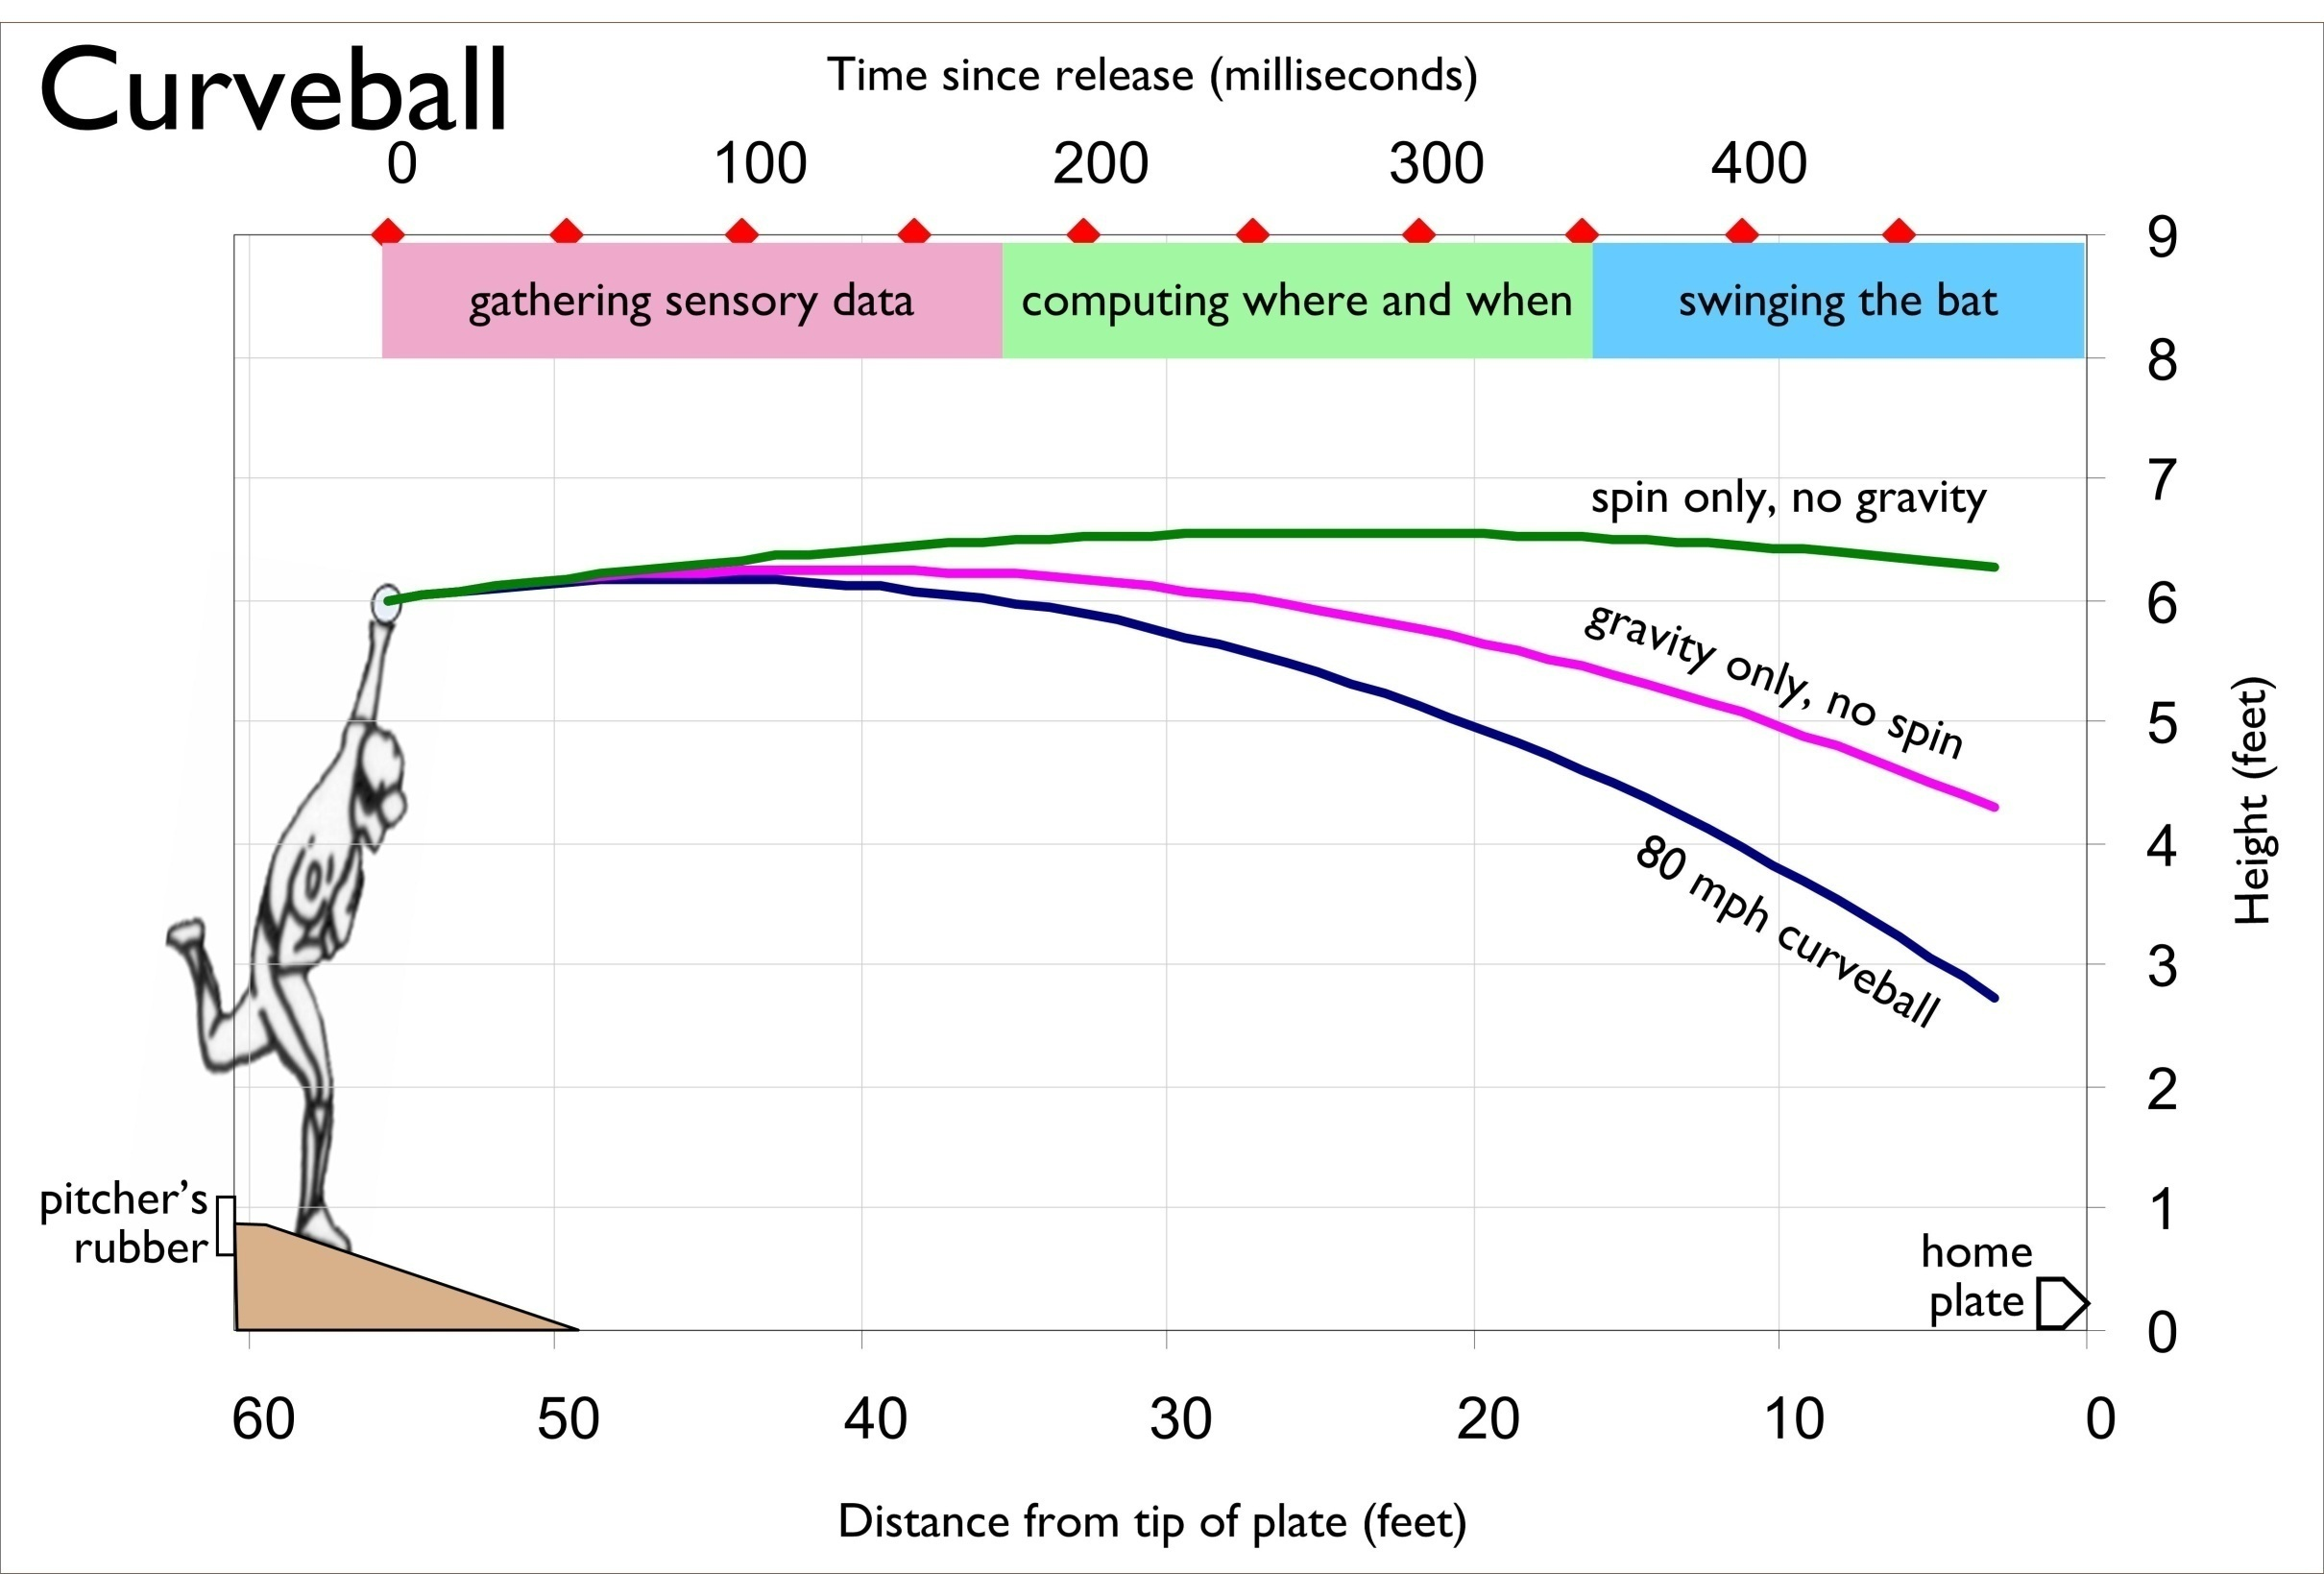 Curveball
Time since release (milliseconds)
0 100 200 300 400
9
gathering sensory data computing where and when swinging the bat
8
7
spin only, no gravity
6
gravity only, no spin
5
Height (feet)
4
80 mph curveball
3
2
1
pitcher’s
rubber
home
plate
0
60 50 40 30 20 10 0
Distance from tip of plate (feet)